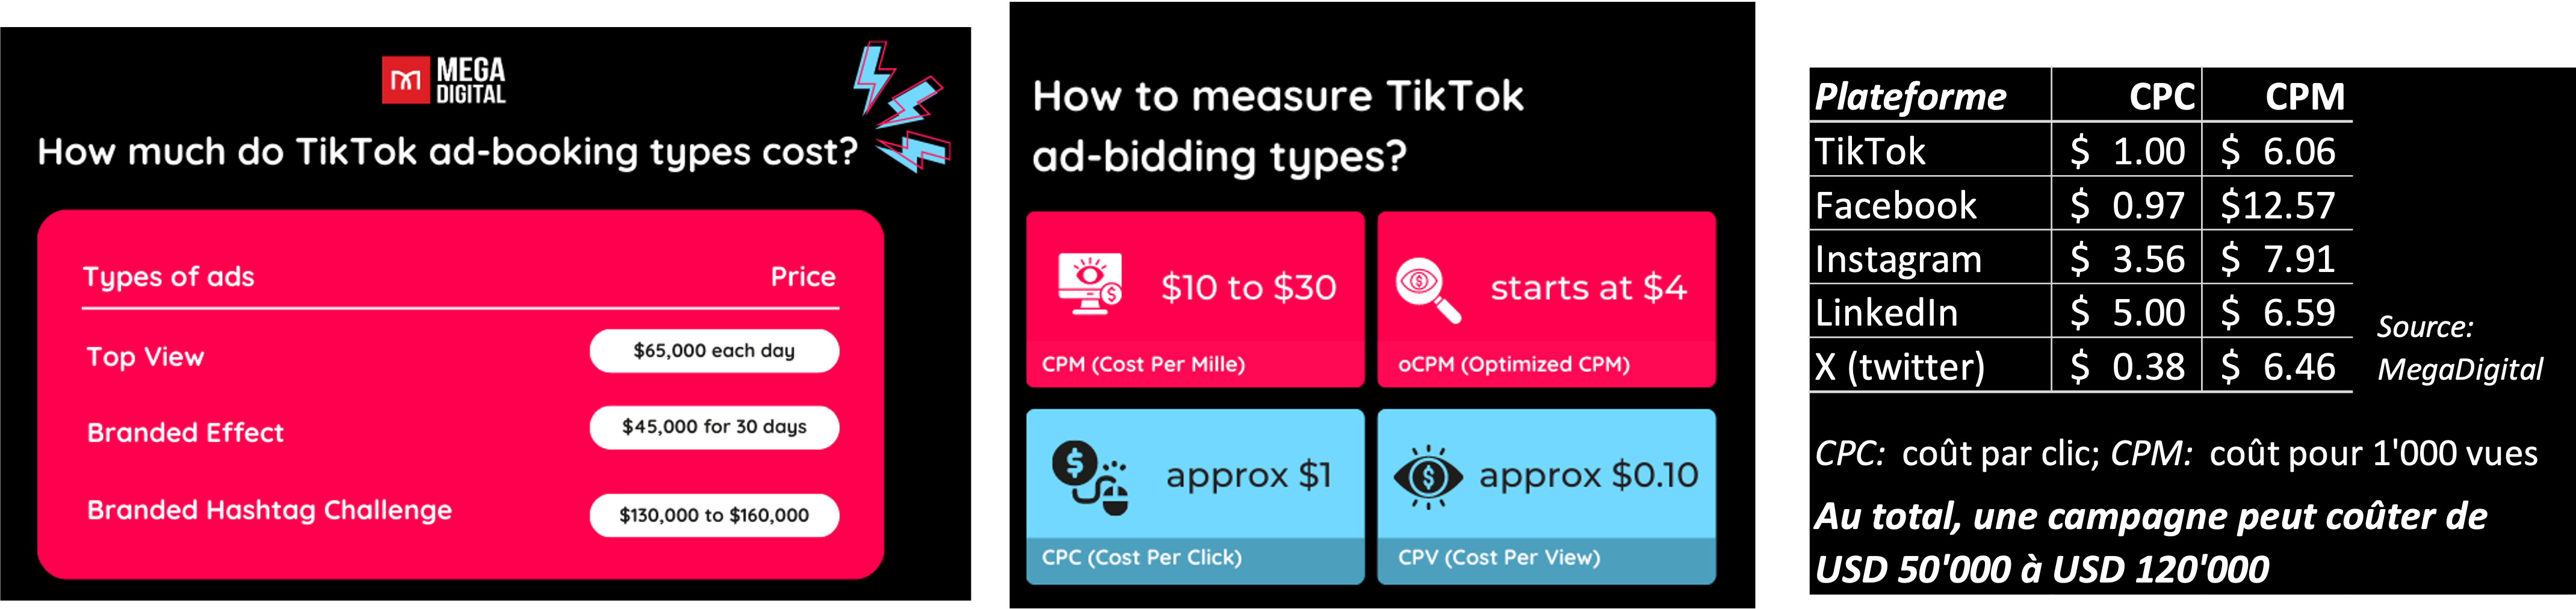 MEGA
DIGITAL
How much do TikTok ad-booking types cost?
Types of ads Price
Top View $65,000 each day
Branded Effect $45,000 for 30 days
Branded Hashtag Challenge $130,000 to $160,000
How to measure TikTok
ad-bidding types?
$10 to $30
CPM (Cost Per Mille)
starts at $4
oCPM (Optimized CPM)
approx $1
CPC (Cost Per Click)
approx $0.10
CPV (Cost Per View)
Plateforme CPC CPM
TikTok $ 1.00 $ 6.06
Facebook $ 0.97 $12.57
Instagram $ 3.56 $ 7.91
LinkedIn $ 5.00 $ 6.59
X (twitter) $ 0.38 $ 6.46
Source:
MegaDigital
CPC: coût par clic; CPM: coût pour 1'000 vues
Au total, une campagne peut coûter de
USD 50'000 à USD 120'000